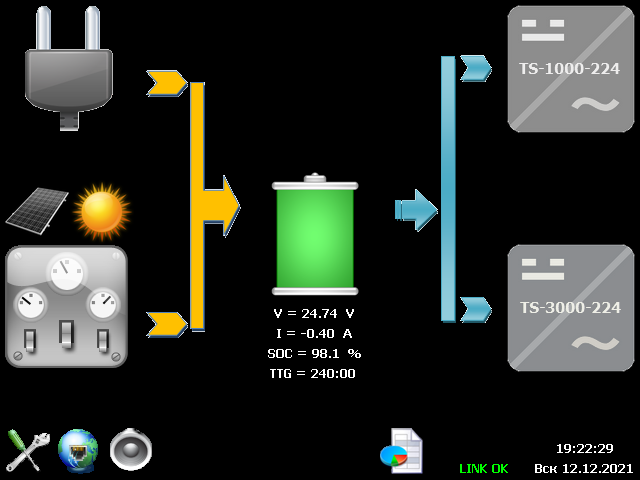 TS-1000-224
TS-3000-224
V = 24.74 V
I = -0.40 A
SOC = 98.1 %
TTG = 240:00
19:22:29
LINK OK Вск 12.12.2021